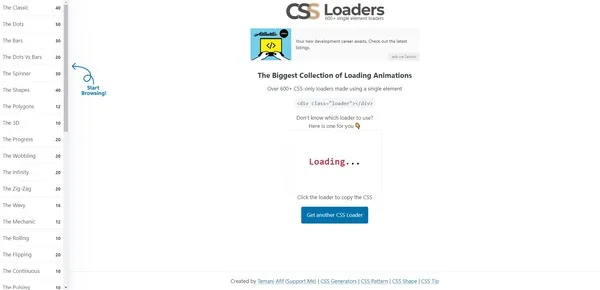 The Classic 40
The Dots 50
The Bars 30
The Dots Vs Bars 20
The Spinner 30
The Shapes 40
The Polygons 12
The 3D 10
The Progress 20
The Wobbling 20
The Infinity 20
The Zig-Zag 20
The Wavy 16
The Mechanic 12
The Rolling 10
The Flipping 20
The Continuous 10
The Pulsing 10
Start
Browsing!
CSS Loaders
600+ single element loaders
Your new development career awaits. Check out the latest
listings.
ads via Carbon
The Biggest Collection of Loading Animations
Over 600+ CSS-only loaders made using a single element
<div class="loader"></div>
Don't know which loader to use?
Here is one for you 👇
Loading...
Click the loader to copy the CSS
Get another CSS Loader
Created by Temani Afif (Support Me) | CSS Generators | CSS Pattern | CSS Shape | CSS Tip